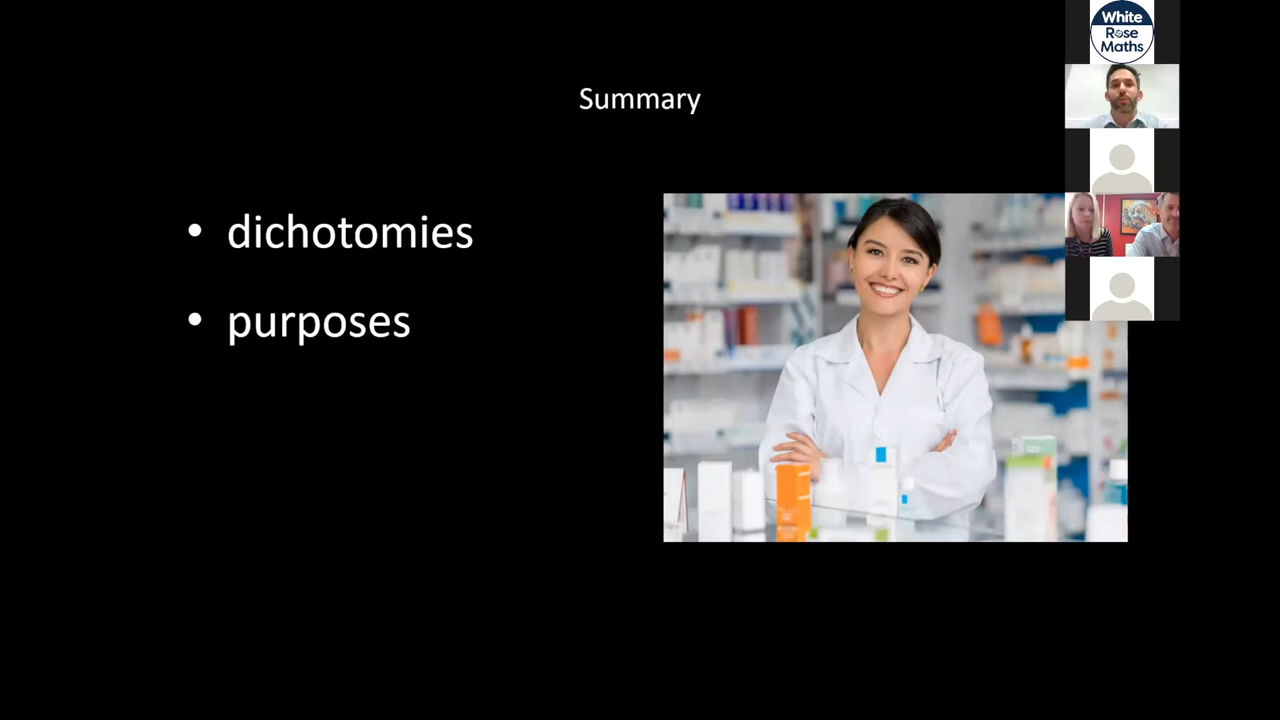 White
Rose
Maths
Summary
• dichotomies
• purposes